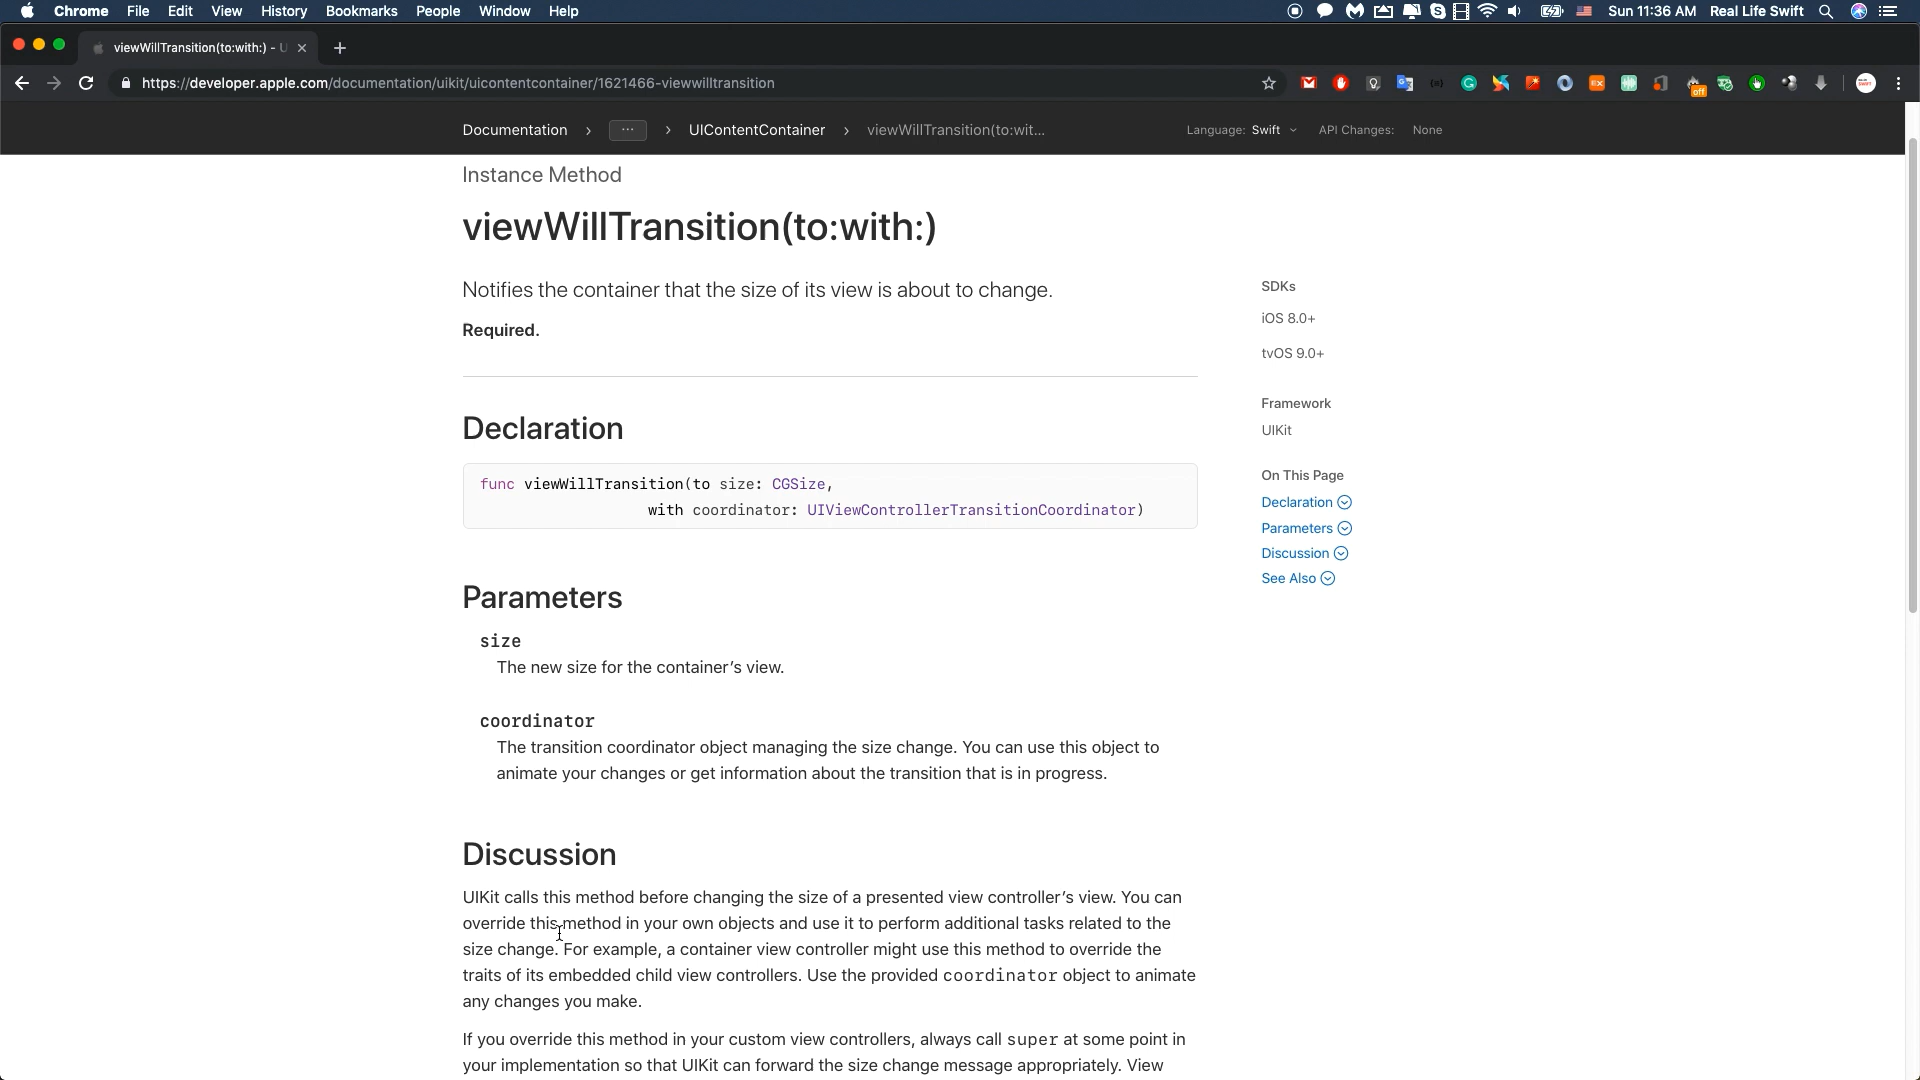 Chrome File Edit View History Bookmarks People Window Help Sun 11:36 AM Real Life Swift
viewWillTransition(to:with:) - U
https://developer.apple.com/documentation/uikit/uicontentcontainer/1621466-viewwilltransition
off
Documentation › ··· › UIContentContainer › viewWillTransition(to:wit... Language: Swift API Changes: None
Instance Method
viewWillTransition(to:with:)
Notifies the container that the size of its view is about to change.
Required.
SDKs
iOS 8.0+
tvOS 9.0+
Framework
UIKit
On This Page
Declaration
Parameters
Discussion
See Also
Declaration
func viewWillTransition(to size: CGSize,
with coordinator: UIViewControllerTransitionCoordinator)
Parameters
size
The new size for the container's view.
coordinator
The transition coordinator object managing the size change. You can use this object to
animate your changes or get information about the transition that is in progress.
Discussion
UIKit calls this method before changing the size of a presented view controller's view. You can
override this method in your own objects and use it to perform additional tasks related to the
size change. For example, a container view controller might use this method to override the
traits of its embedded child view controllers. Use the provided coordinator object to animate
any changes you make.
If you override this method in your custom view controllers, always call super at some point in
your implementation so that UIKit can forward the size change message appropriately. View